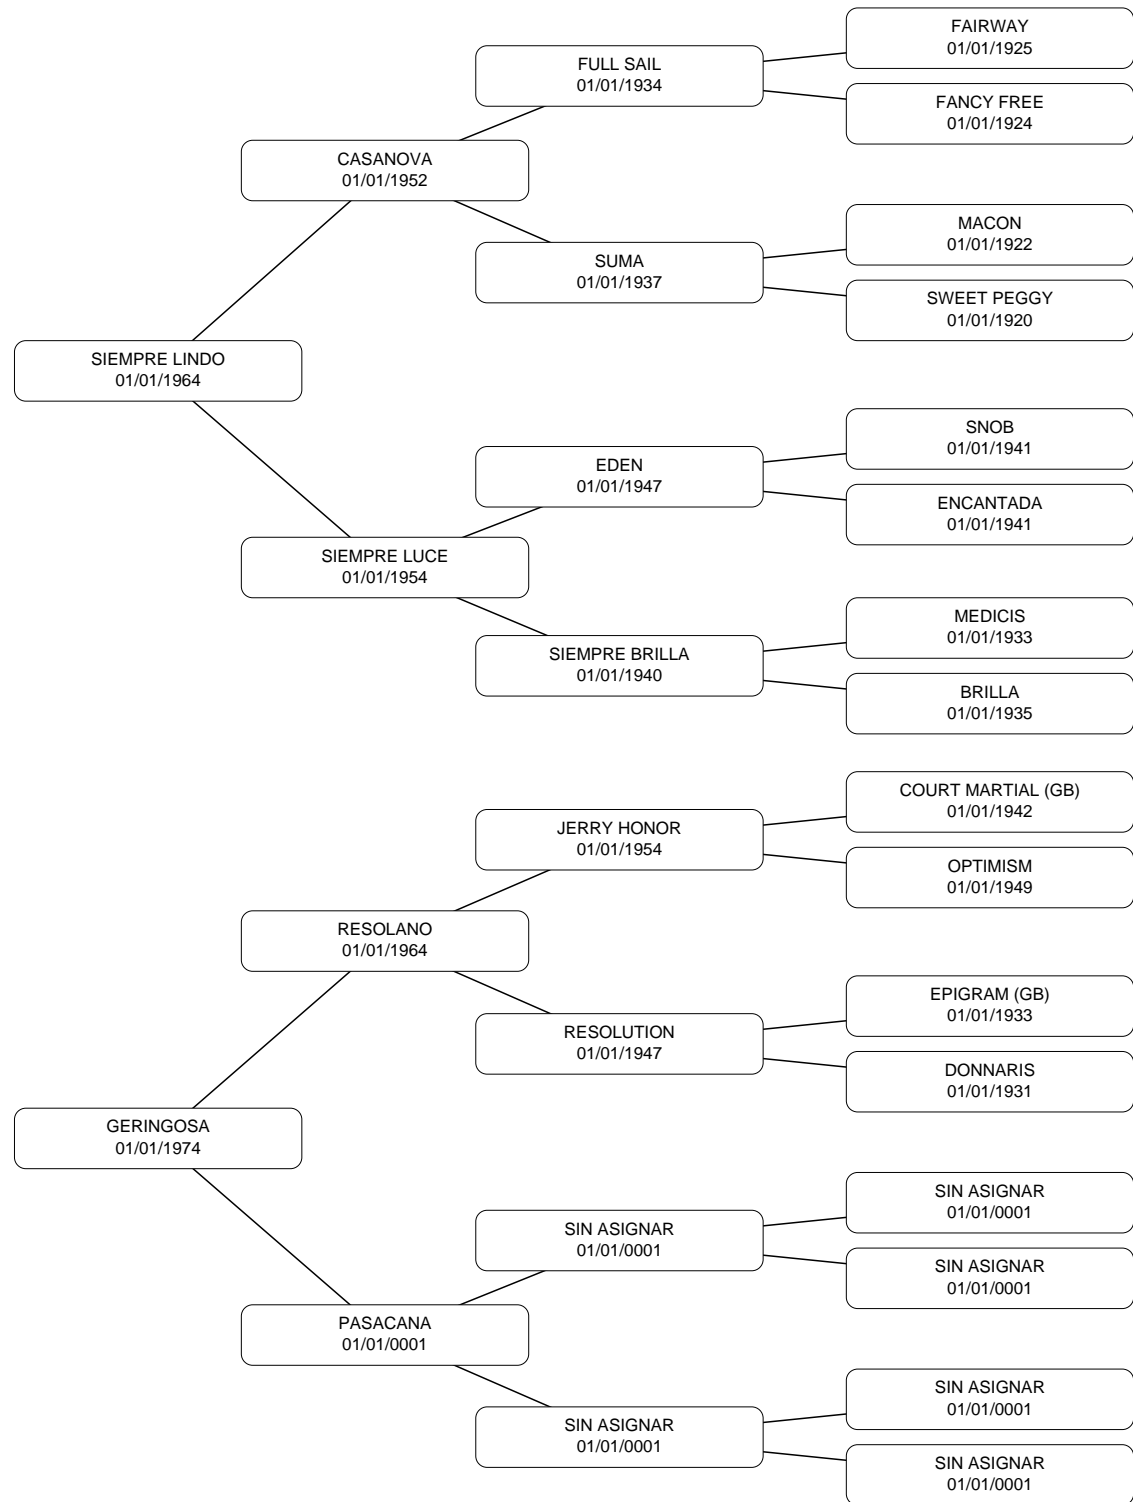 FAIRWAY
01/01/1925
FULL SAIL
01/01/1934
FANCY FREE
01/01/1924
CASANOVA
01/01/1952
MACON
01/01/1922
SUMA
01/01/1937
SWEET PEGGY
01/01/1920
SIEMPRE LINDO
01/01/1964
SNOB
01/01/1941
EDEN
01/01/1947
ENCANTADA
01/01/1941
SIEMPRE LUCE
01/01/1954
MEDICIS
01/01/1933
SIEMPRE BRILLA
01/01/1940
BRILLA
01/01/1935
COURT MARTIAL (GB)
01/01/1942
JERRY HONOR
01/01/1954
OPTIMISM
01/01/1949
RESOLANO
01/01/1964
EPIGRAM (GB)
01/01/1933
RESOLUTION
01/01/1947
DONNARIS
01/01/1931
GERINGOSA
01/01/1974
SIN ASIGNAR
01/01/0001
SIN ASIGNAR
01/01/0001
SIN ASIGNAR
01/01/0001
PASACANA
01/01/0001
SIN ASIGNAR
01/01/0001
SIN ASIGNAR
01/01/0001
SIN ASIGNAR
01/01/0001